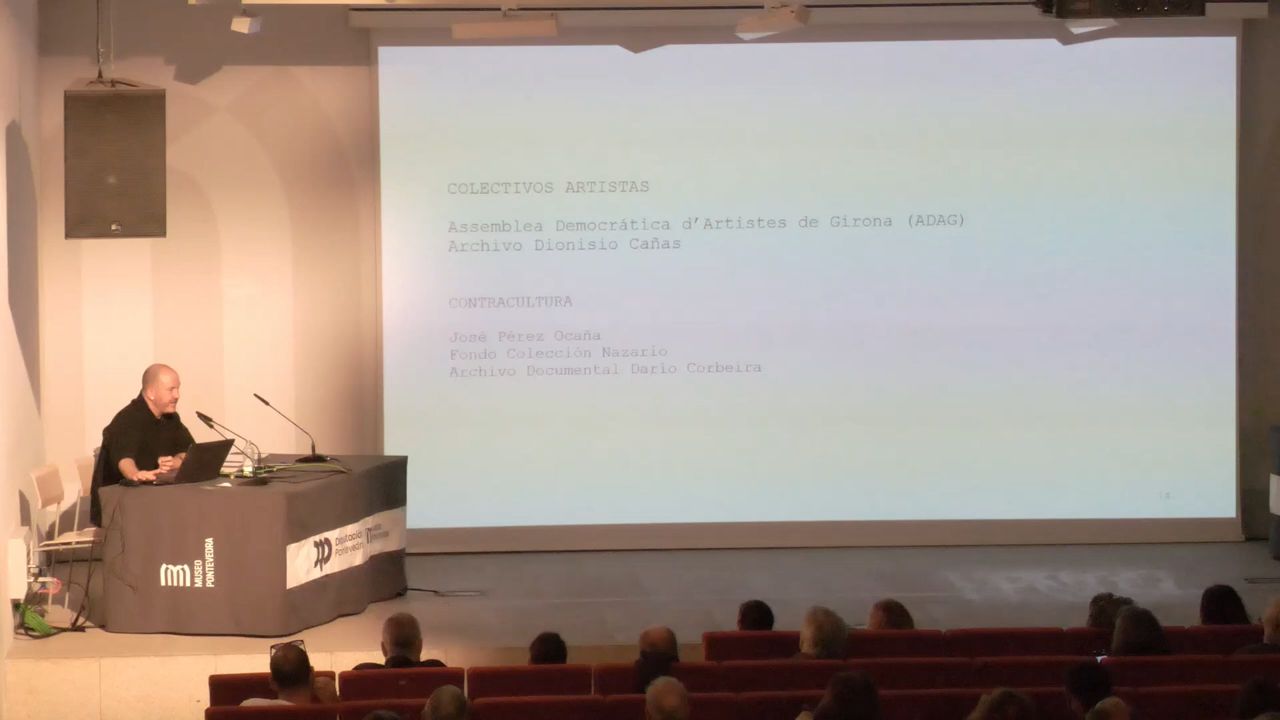 COLECTIVOS ARTISTAS
Assemblea Democrática d'Artistes de Girona (ADAG)
Archivo Dionisio Cañas
CONTRACULTURA
José Pérez Ocaña
Fondo Colección Nazario
Archivo Documental Darío Corbeira
14
MUSEO
PONTEVEDRA
Deputación
Pontevedra